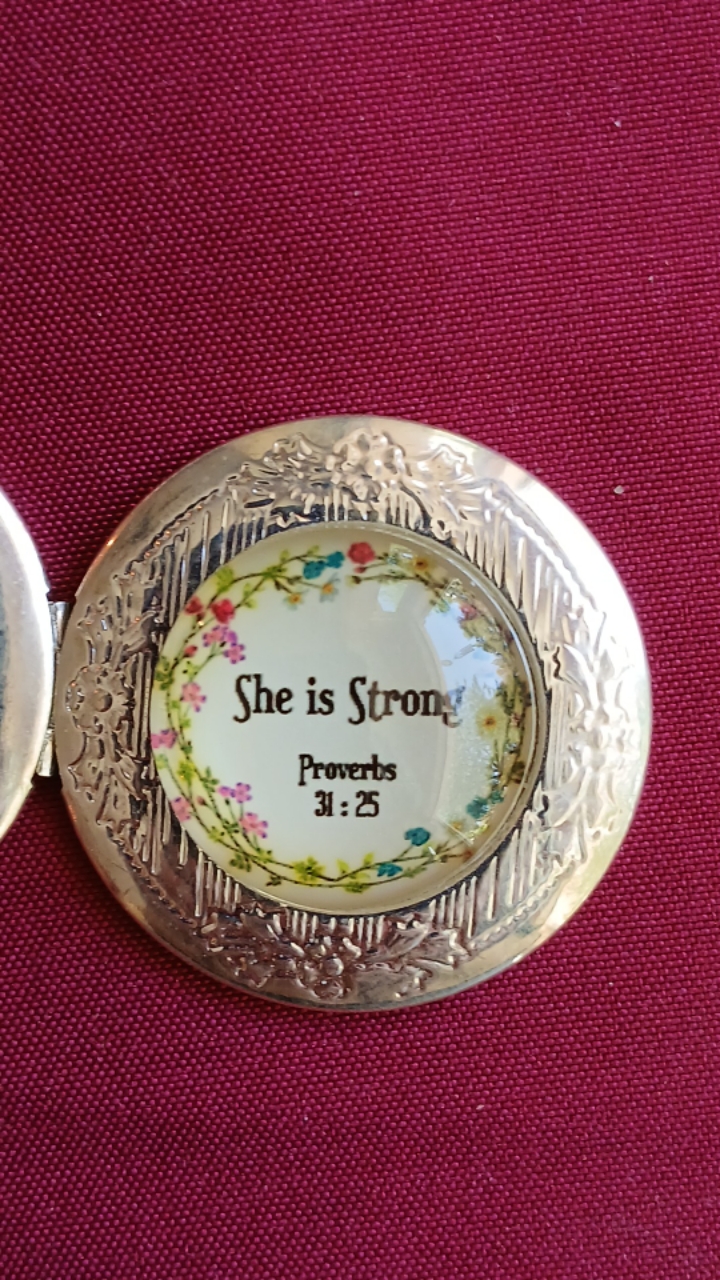 She is Strong
Proverbs
31 : 25